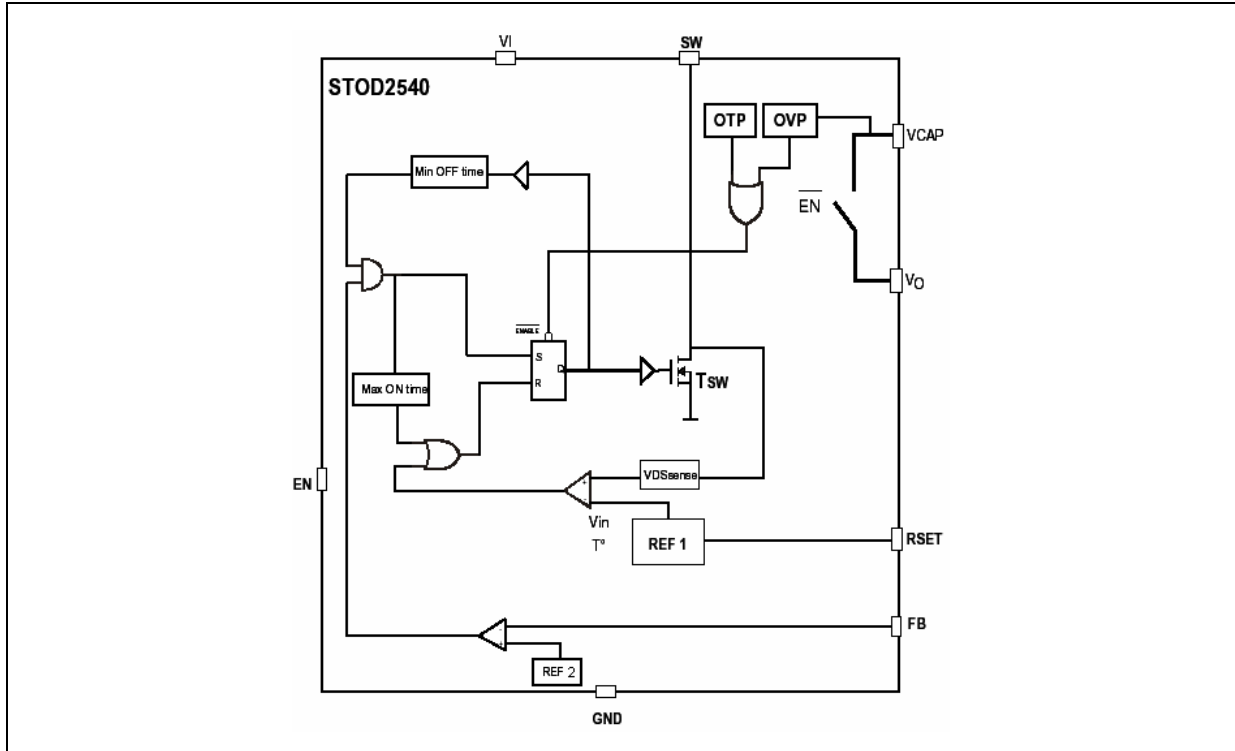 VI
SW
STOD2540
OTP
OVP
VCAP
Min OFF time
EN
VO
ENABLE
S
R
Max ON time
TSW
EN
VDSsense
+
-
Vin
T°
REF 1
RSET
FB
REF 2
GND